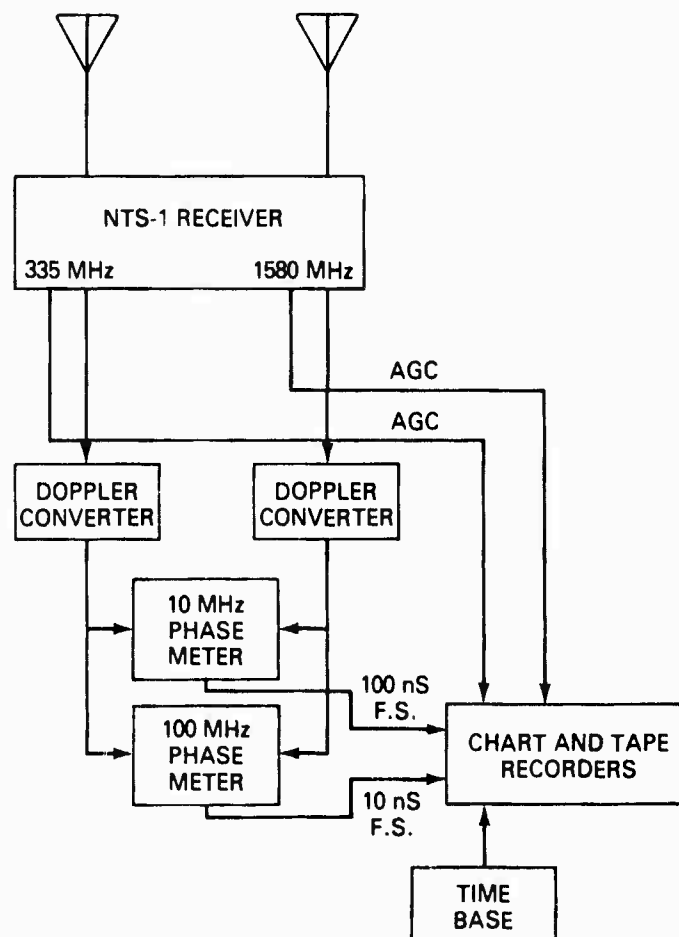 NTS-1 RECEIVER
335 MHz
1580 MHz
AGC
AGC
DOPPLER
CONVERTER
DOPPLER
CONVERTER
10 MHz
PHASE
METER
100 nS
F.S.
100 MHz
PHASE
METER
10 nS
F.S.
CHART AND TAPE
RECORDERS
TIME
BASE